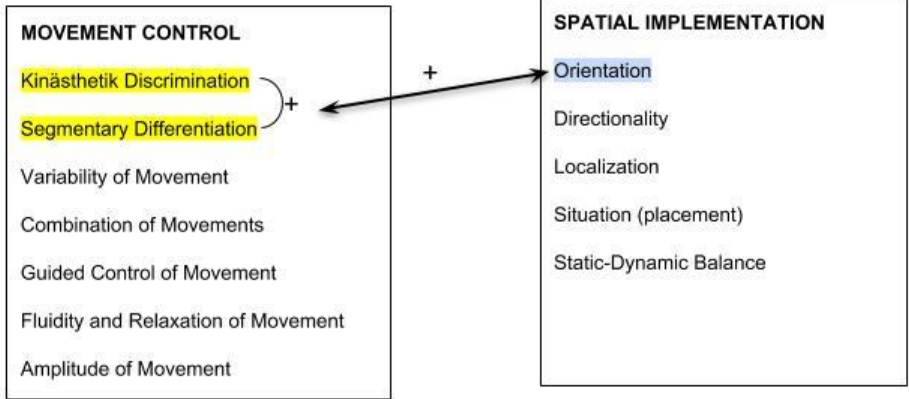 MOVEMENT CONTROL
Kinästhetik Discrimination
+
Segmentary Differentiation
Variability of Movement
Combination of Movements
Guided Control of Movement
Fluidity and Relaxation of Movement
Amplitude of Movement
+
SPATIAL IMPLEMENTATION
Orientation
Directionality
Localization
Situation (placement)
Static-Dynamic Balance